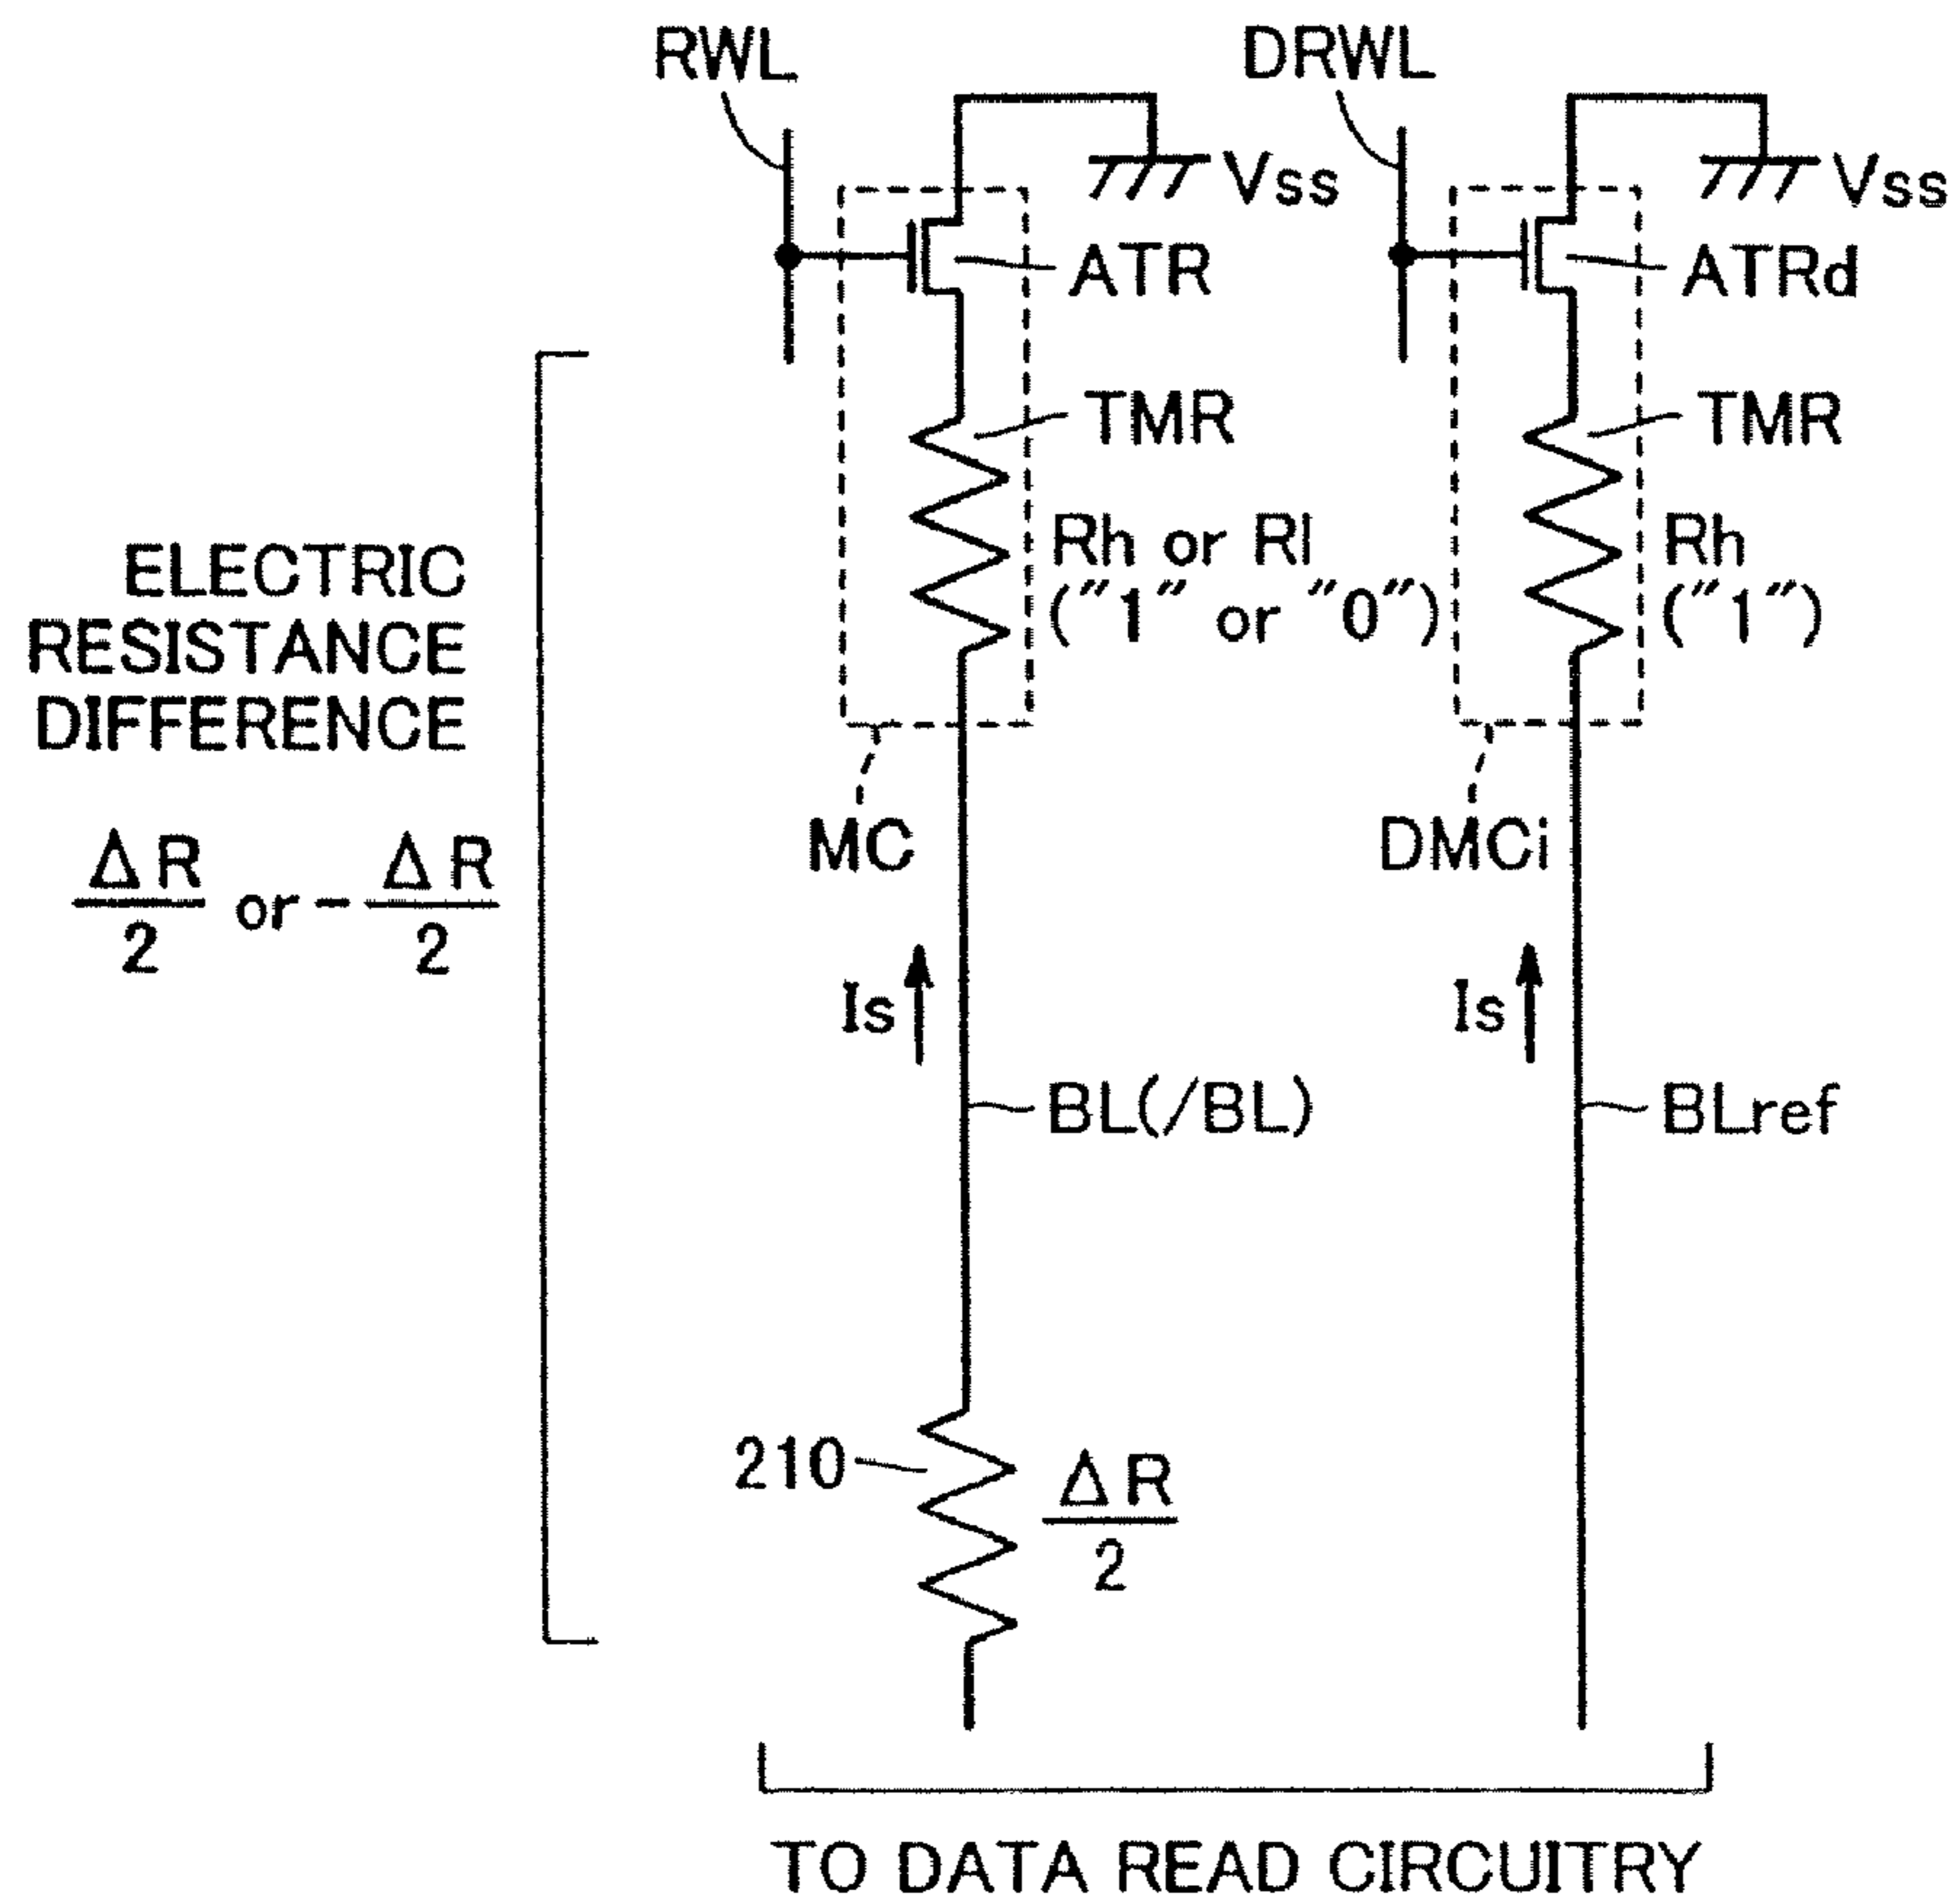 RWL
DRWL
Vss
Vss
ATR
ATRd
TMR
TMR
ELECTRIC
RESISTANCE
DIFFERENCE
ΔR/2 or - ΔR/2
Rh or Rl
("1" or "0")
Rh
("1")
MC
DMCi
Is
Is
BL(/BL)
BLref
210
ΔR/2
TO DATA READ CIRCUITRY